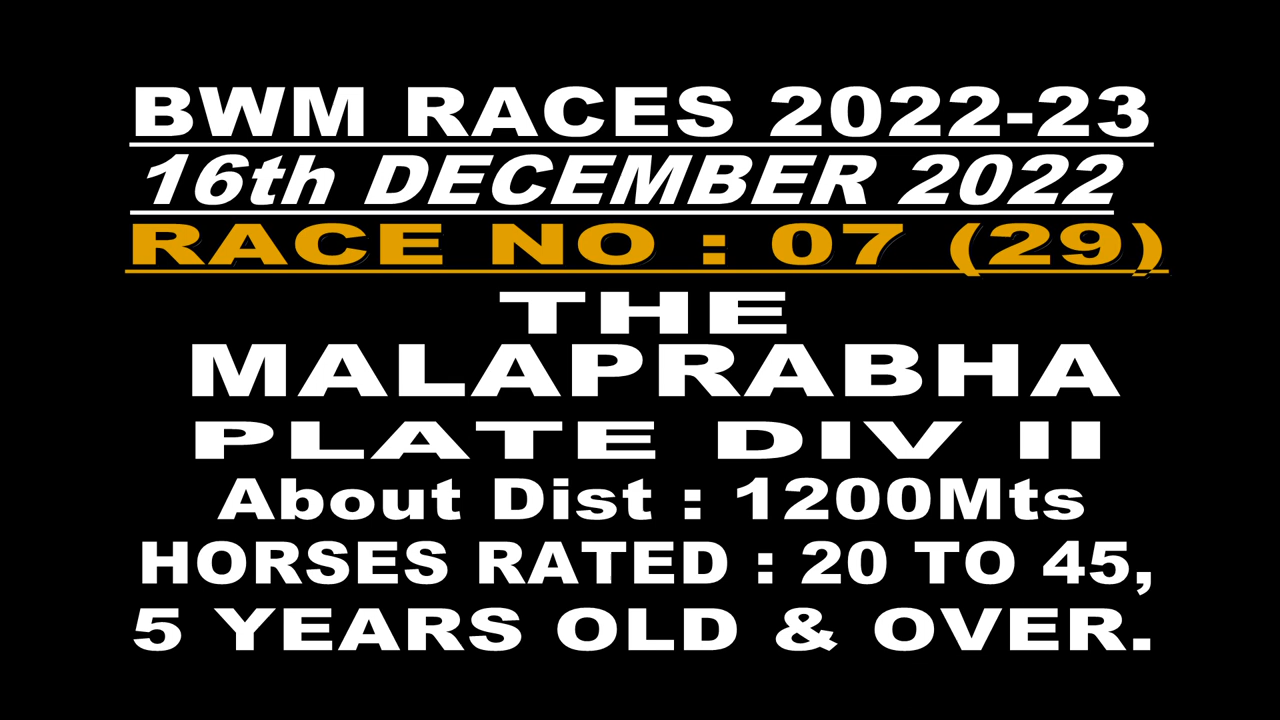 BWM RACES 2022-23
16th DECEMBER 2022
RACE NO : 07 (29)
THE
MALAPRABHA
PLATE DIV II
About Dist : 1200Mts
HORSES RATED : 20 TO 45,
5 YEARS OLD & OVER.